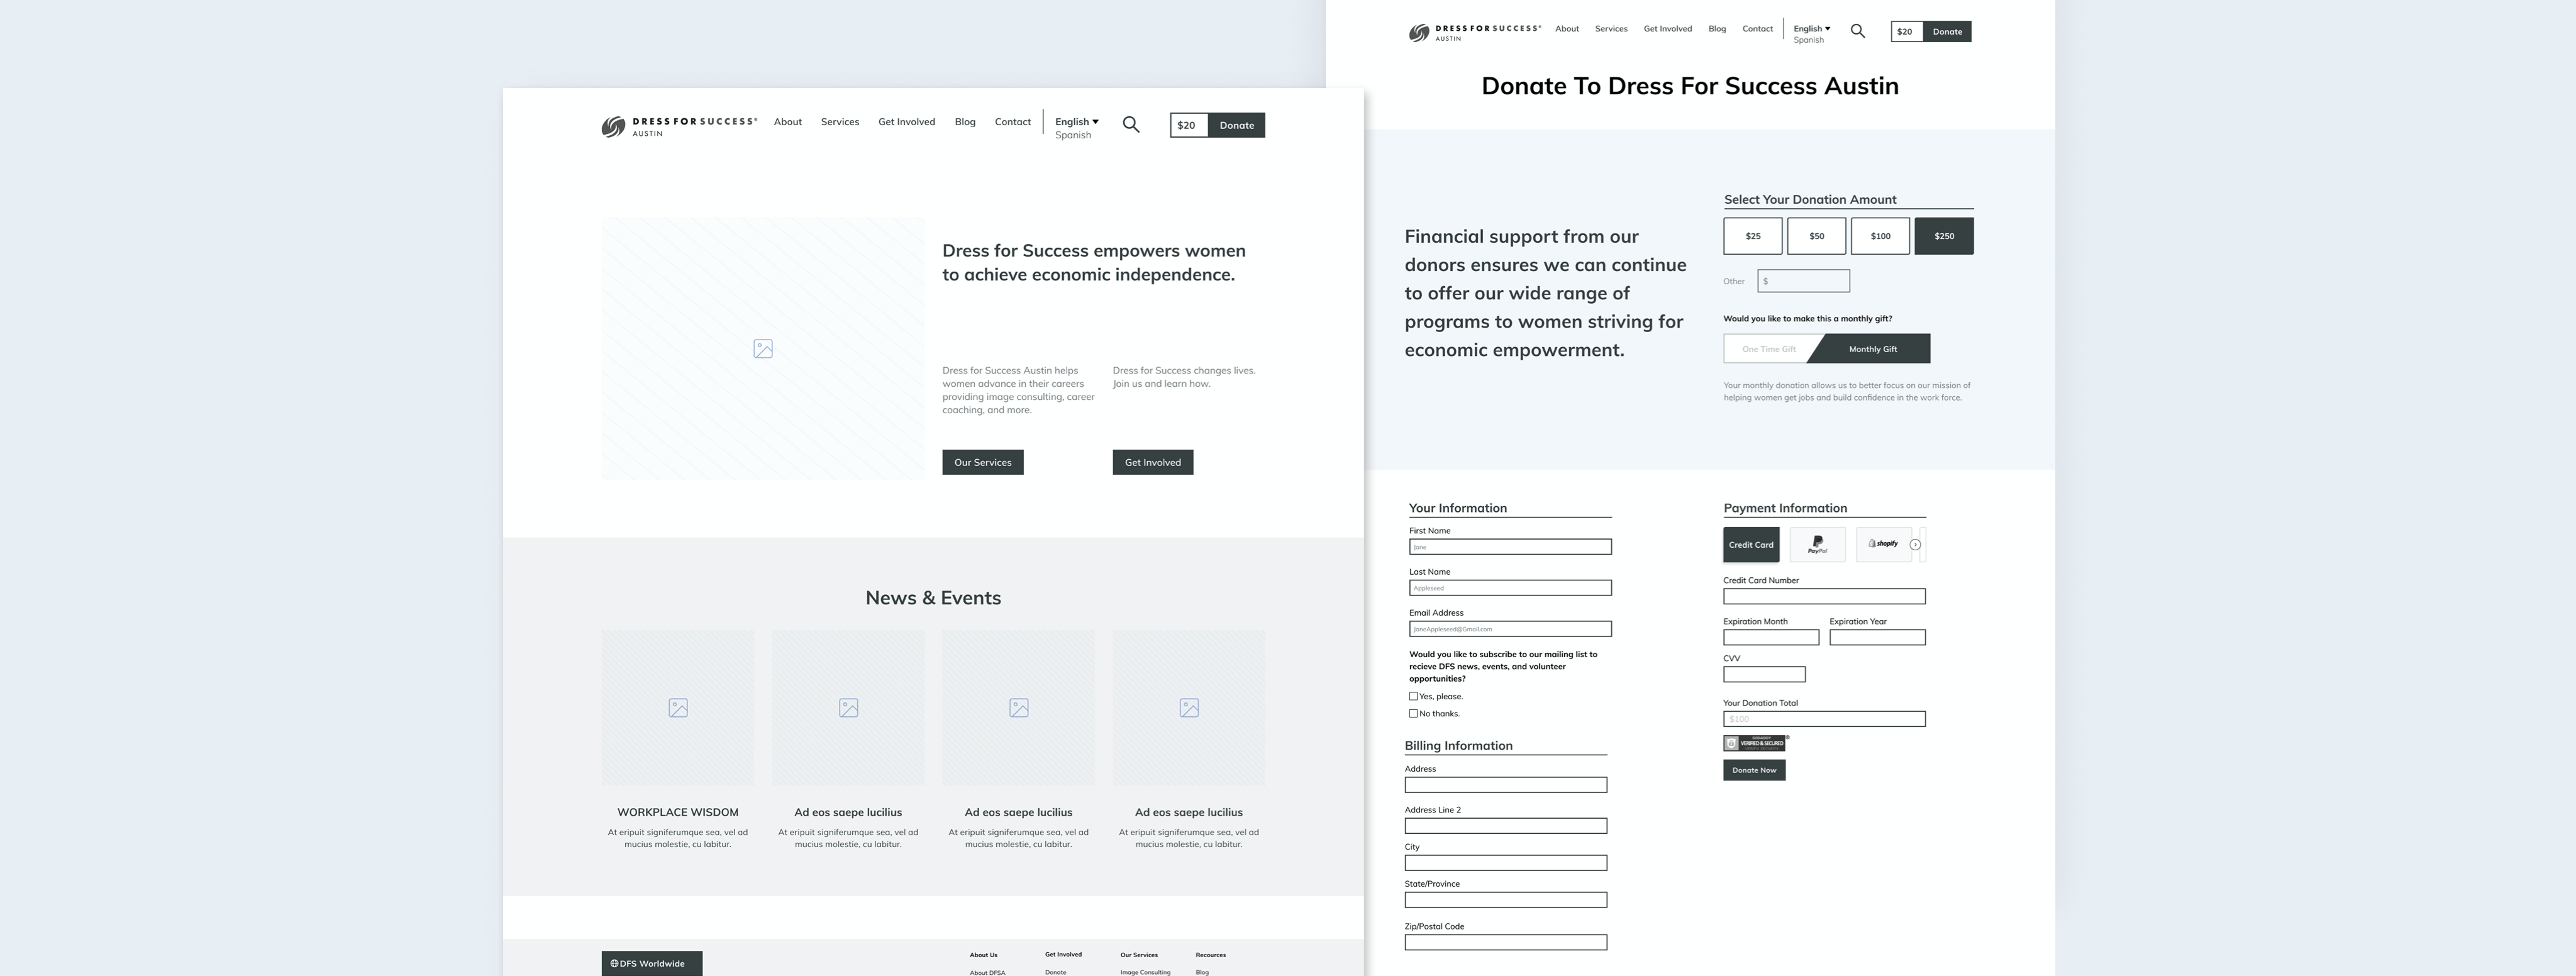 DRESS FOR SUCCESS®
AUSTIN
About Services Get Involved Blog Contact
English ▼
Spanish
$20 Donate
Dress for Success empowers women
to achieve economic independence.
Dress for Success Austin helps
women advance in their careers
providing image consulting, career
coaching, and more.
Our Services
Dress for Success changes lives.
Join us and learn how.
Get Involved
News & Events
WORKPLACE WISDOM
At eripuit signiferumque sea, vel ad
mucius molestie, cu labitur.
Ad eos saepe lucilius
At eripuit signiferumque sea, vel ad
mucius molestie, cu labitur.
Ad eos saepe lucilius
At eripuit signiferumque sea, vel ad
mucius molestie, cu labitur.
Ad eos saepe lucilius
At eripuit signiferumque sea, vel ad
mucius molestie, cu labitur.
DFS Worldwide
About Us
About DFSA
Get Involved
Donate
Our Services
Image Consulting
Recources
Blog
DRESS FOR SUCCESS®
AUSTIN
About Services Get Involved Blog Contact
English ▼
Spanish
$20 Donate
Donate To Dress For Success Austin
Financial support from our
donors ensures we can continue
to offer our wide range of
programs to women striving for
economic empowerment.
Select Your Donation Amount
$25 $50 $100 $250
Other $
Would you like to make this a monthly gift?
One Time Gift Monthly Gift
Your monthly donation allows us to better focus on our mission of
helping women get jobs and build confidence in the work force.
Your Information
First Name
Jane
Last Name
Appleseed
Email Address
JaneAppleseed@Gmail.com
Would you like to subscribe to our mailing list to
recieve DFS news, events, and volunteer
opportunities?
Yes, please.
No thanks.
Billing Information
Address
Address Line 2
City
State/Province
Zip/Postal Code
Payment Information
Credit Card PayPal shopify
Credit Card Number
Expiration Month Expiration Year
CVV
Your Donation Total
$100
VERIFIED & SECURED
Donate Now